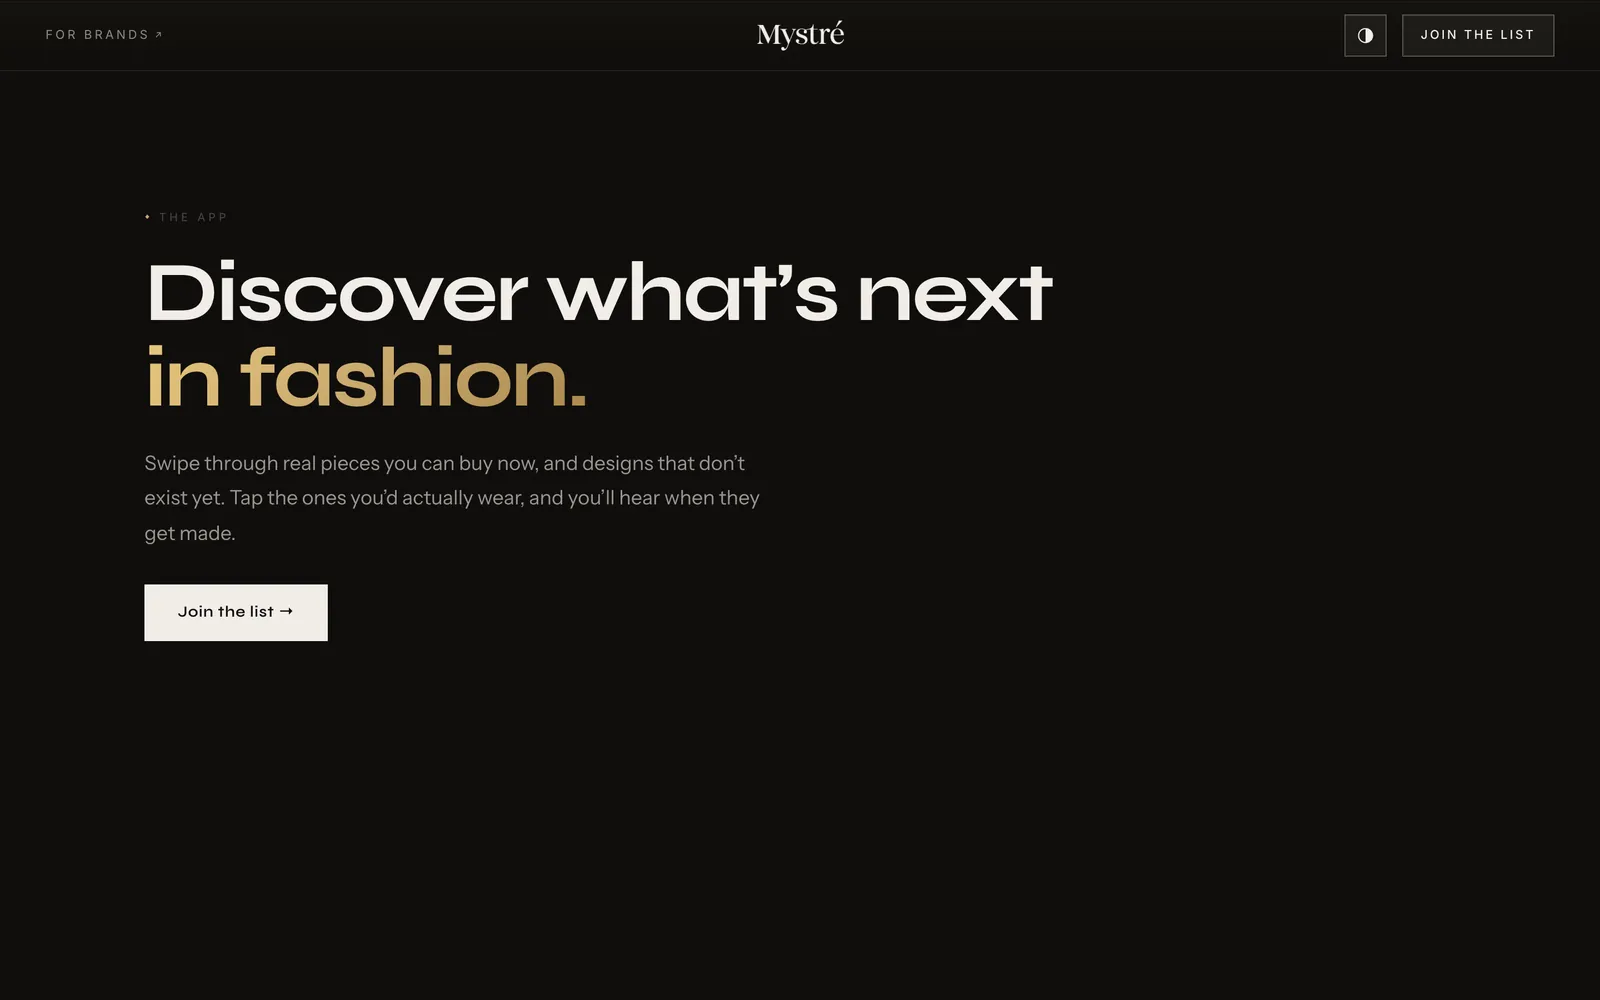 FOR BRANDS ↗
Mystré
JOIN THE LIST
THE APP
Discover what’s next
in fashion.
Swipe through real pieces you can buy now, and designs that don’t
exist yet. Tap the ones you’d actually wear, and you’ll hear when they
get made.
Join the list →